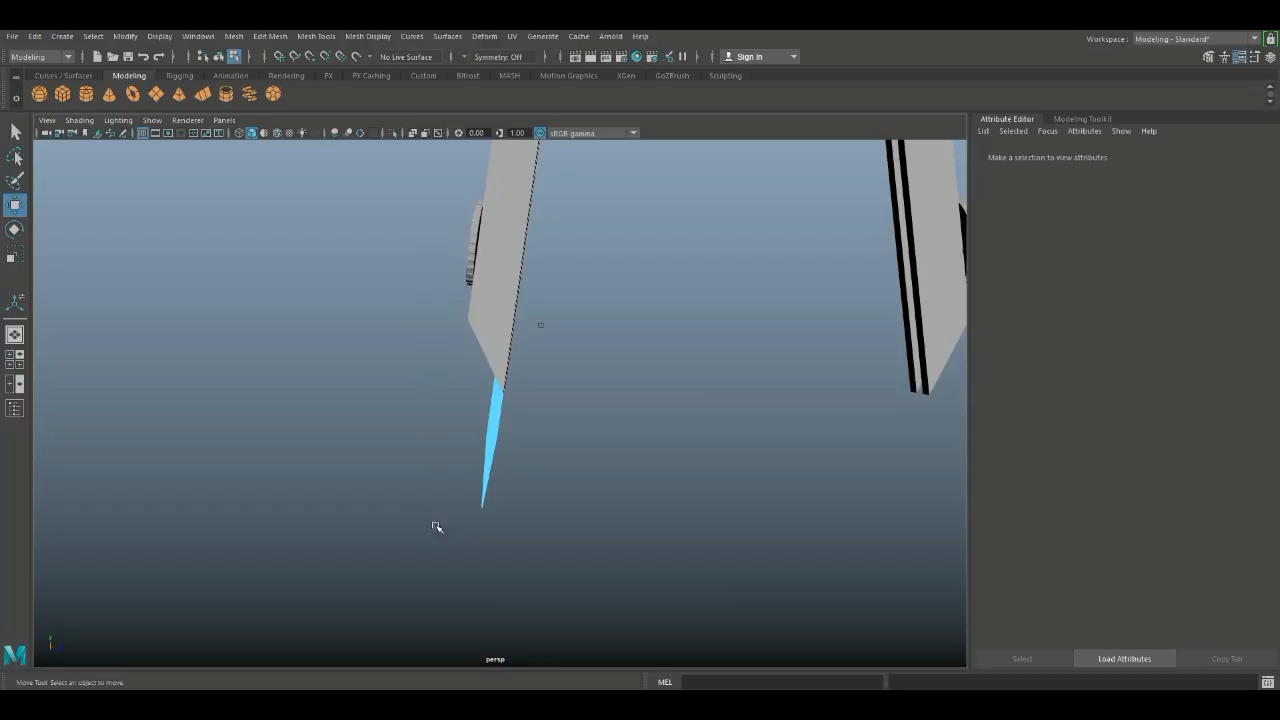 File Edit Create Select Modify Display Windows Mesh Edit Mesh Mesh Tools Mesh Display Curves Surfaces Deform UV Generate Cache Arnold Help
Workspace: Modeling - Standard*
Modeling
No Live Surface
Symmetry: Off
Sign In
Curves / Surfaces Modeling Rigging Animation Rendering FX FX Caching Custom Bifrost MASH Motion Graphics XGen GoZBrush Sculpting
View Shading Lighting Show Renderer Panels
Attribute Editor Modeling Toolkit
List Selected Focus Attributes Show Help
0.00 1.00 sRGB gamma
Make a selection to view attributes
persp
Select Load Attributes Copy Tab
Move Tool: Select an object to move.
MEL